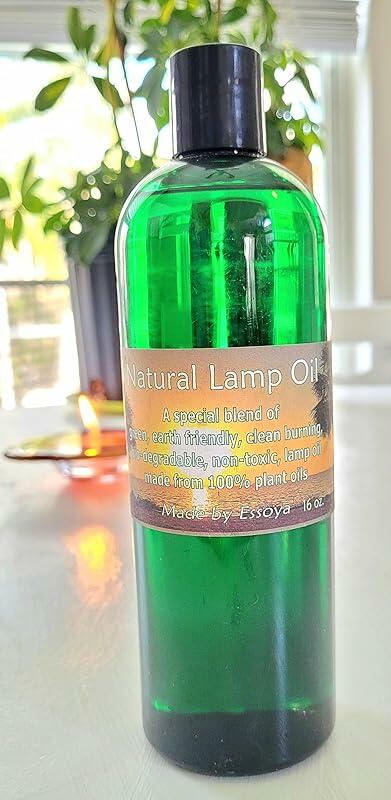 Natural Lamp Oil
A special blend of
green, earth friendly, clean burning,
-degradable, non-toxic, lamp oil
made from 100% plant oils
Made by Essoya 16 oz.